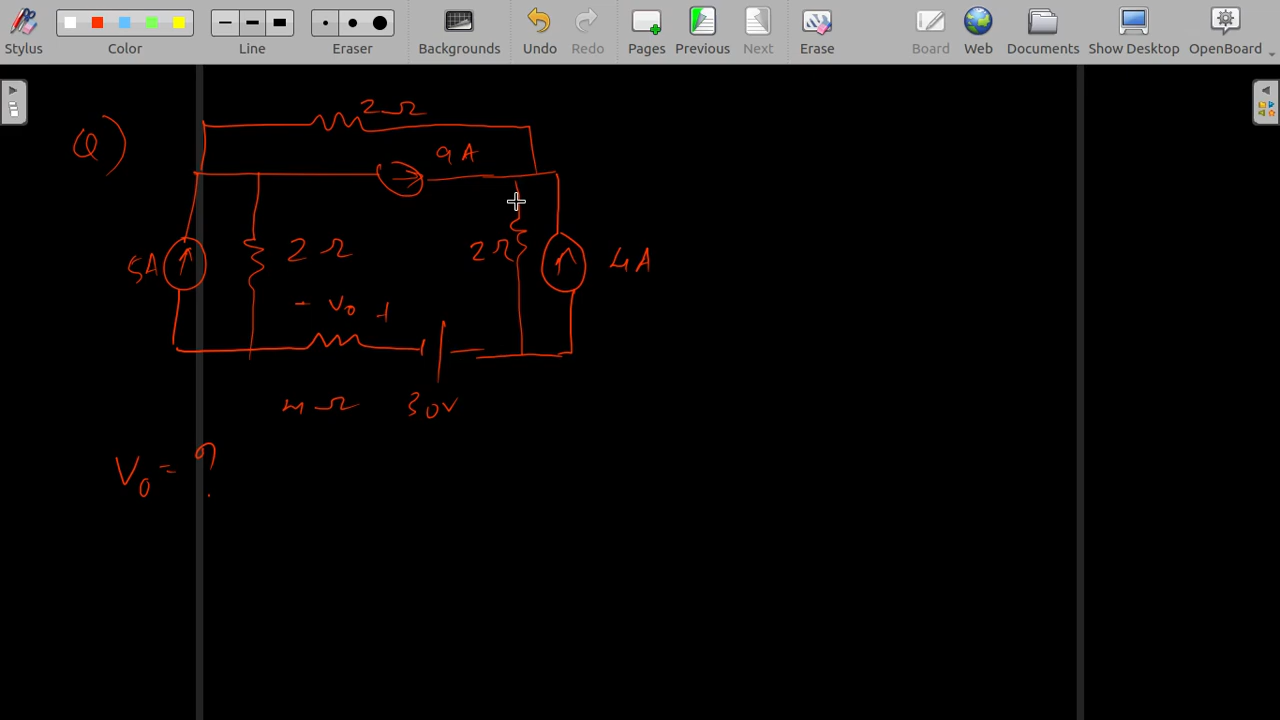 Stylus Color Line Eraser Backgrounds Undo Redo Pages Previous Next Erase Board Web Documents Show Desktop OpenBoard
Q)
2Ω
9A
5A 2Ω 2Ω 4A
- V₀ +
4Ω 30V
V₀ = ?